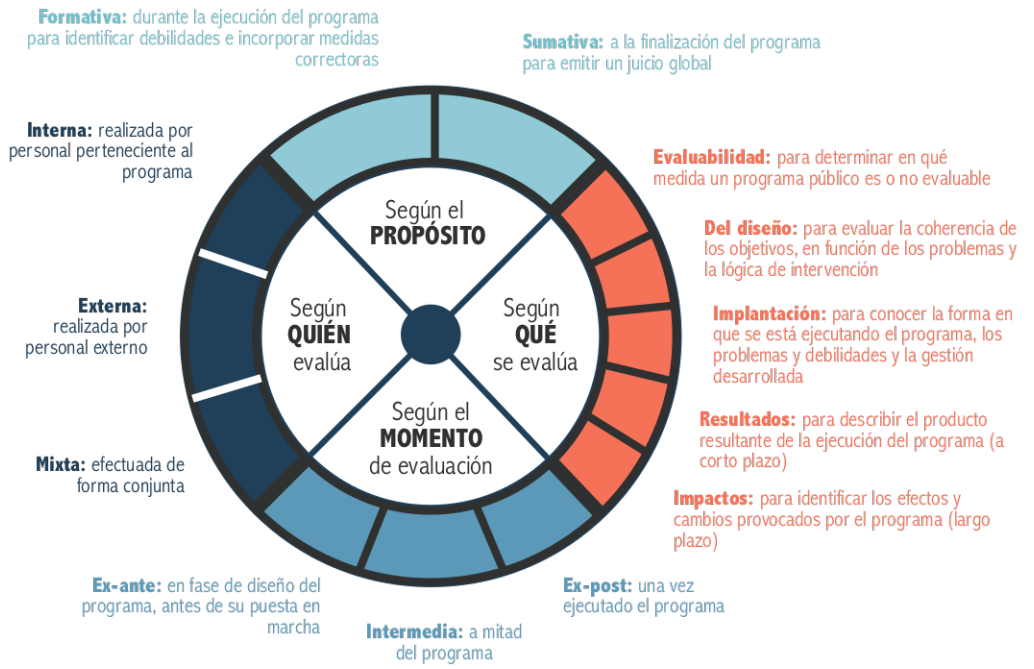 Formativa: durante la ejecución del programa
para identificar debilidades e incorporar medidas
correctoras
Sumativa: a la finalización del programa
para emitir un juicio global
Interna: realizada por
personal perteneciente al
programa
Externa:
realizada por
personal externo
Mixta: efectuada de
forma conjunta
Según el
PROPÓSITO
Según
QUIÉN
evalúa
Según
QUÉ
se evalúa
Según el
MOMENTO
de evaluación
Evaluabilidad: para determinar en qué
medida un programa público es o no evaluable
Del diseño: para evaluar la coherencia de
los objetivos, en función de los problemas y
la lógica de intervención
Implantación: para conocer la forma en
que se está ejecutando el programa, los
problemas y debilidades y la gestión
desarrollada
Resultados: para describir el producto
resultante de la ejecución del programa (a
corto plazo)
Impactos: para identificar los efectos y
cambios provocados por el programa (largo
plazo)
Ex-ante: en fase de diseño del
programa, antes de su puesta en
marcha
Intermedia: a mitad
del programa
Ex-post: una vez
ejecutado el programa